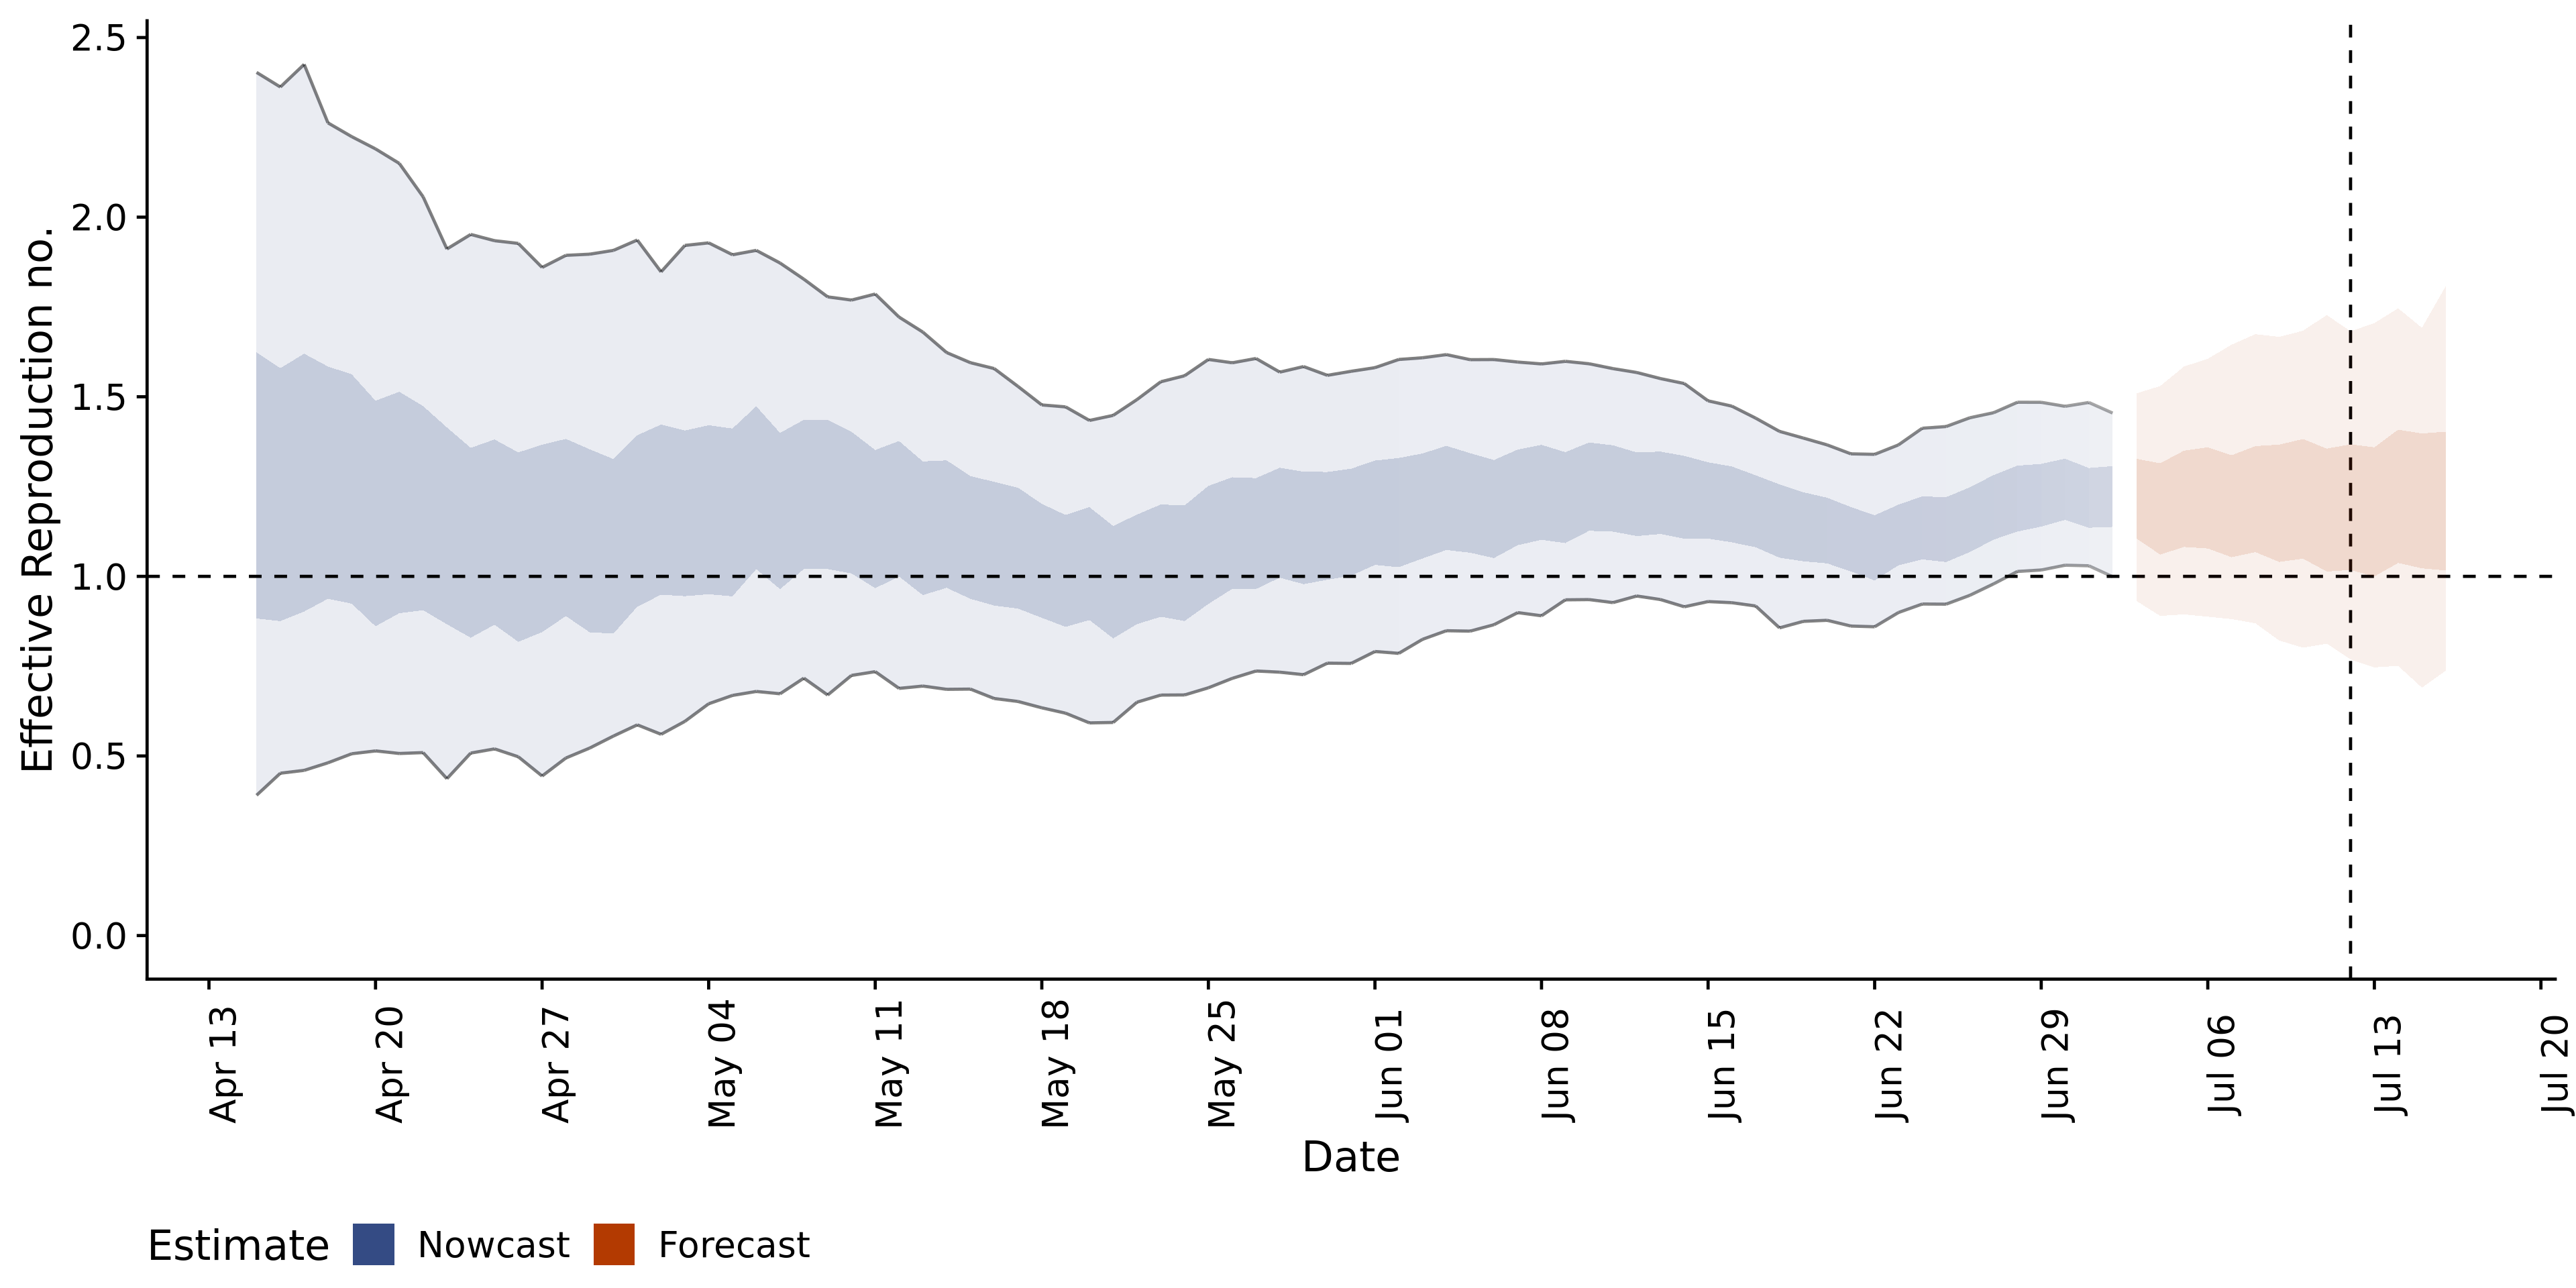 2.5
2.0
1.5
1.0
0.5
0.0
Effective Reproduction no.
Apr 13
Apr 20
Apr 27
May 04
May 11
May 18
May 25
Jun 01
Jun 08
Jun 15
Jun 22
Jun 29
Jul 06
Jul 13
Jul 20
Date
Estimate Nowcast Forecast